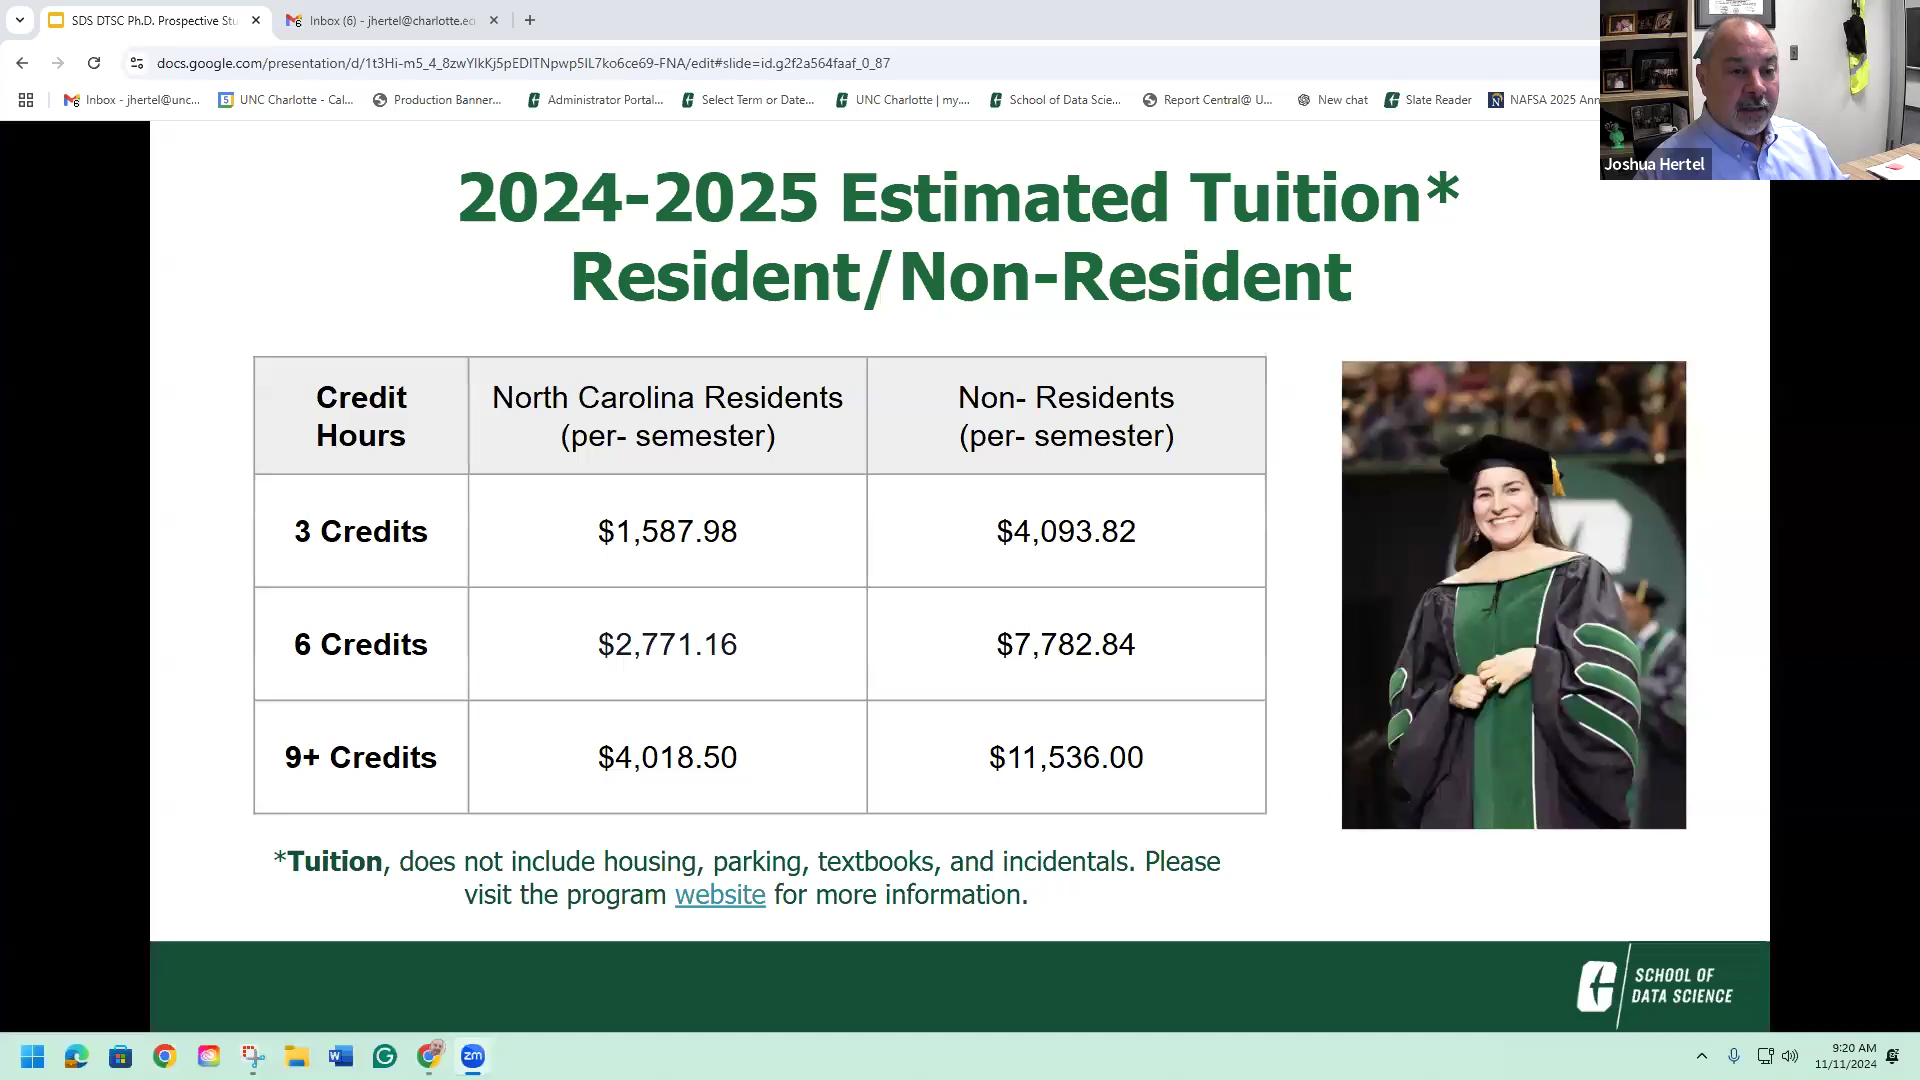 SDS DTSC Ph.D. Prospective Stu
Inbox (6) - jhertel@charlotte.ed
docs.google.com/presentation/d/1t3Hi-m5_4_8zwYlkKj5pEDITNpwp5IL7ko6ce69-FNA/edit#slide=id.g2f2a564faaf_0_87
Inbox - jhertel@unc...
UNC Charlotte - Cal...
Production Banner...
Administrator Portal...
Select Term or Date...
UNC Charlotte | my....
School of Data Scie...
Report Central@ U...
New chat
Slate Reader
NAFSA 2025 Ann
Joshua Hertel
2024-2025 Estimated Tuition*
Resident/Non-Resident
Credit
Hours
North Carolina Residents
(per- semester)
Non- Residents
(per- semester)
3 Credits $1,587.98 $4,093.82
6 Credits $2,771.16 $7,782.84
9+ Credits $4,018.50 $11,536.00
*Tuition, does not include housing, parking, textbooks, and incidentals. Please
visit the program website for more information.
SCHOOL OF
DATA SCIENCE
zm
9:20 AM
11/11/2024